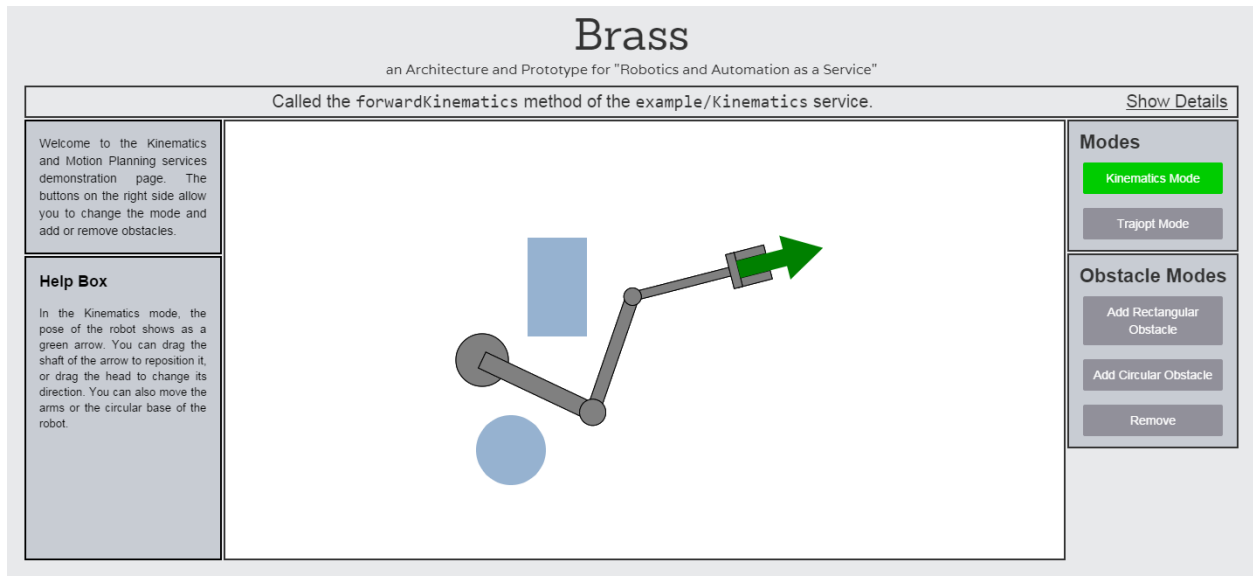 Brass
an Architecture and Prototype for "Robotics and Automation as a Service"
Called the forwardKinematics method of the example/Kinematics service.
Show Details
Welcome to the Kinematics
and Motion Planning services
demonstration page. The
buttons on the right side allow
you to change the mode and
add or remove obstacles.
Help Box
In the Kinematics mode, the
pose of the robot shows as a
green arrow. You can drag the
shaft of the arrow to reposition it,
or drag the head to change its
direction. You can also move the
arms or the circular base of the
robot.
Modes
Kinematics Mode
Trajopt Mode
Obstacle Modes
Add Rectangular
Obstacle
Add Circular Obstacle
Remove